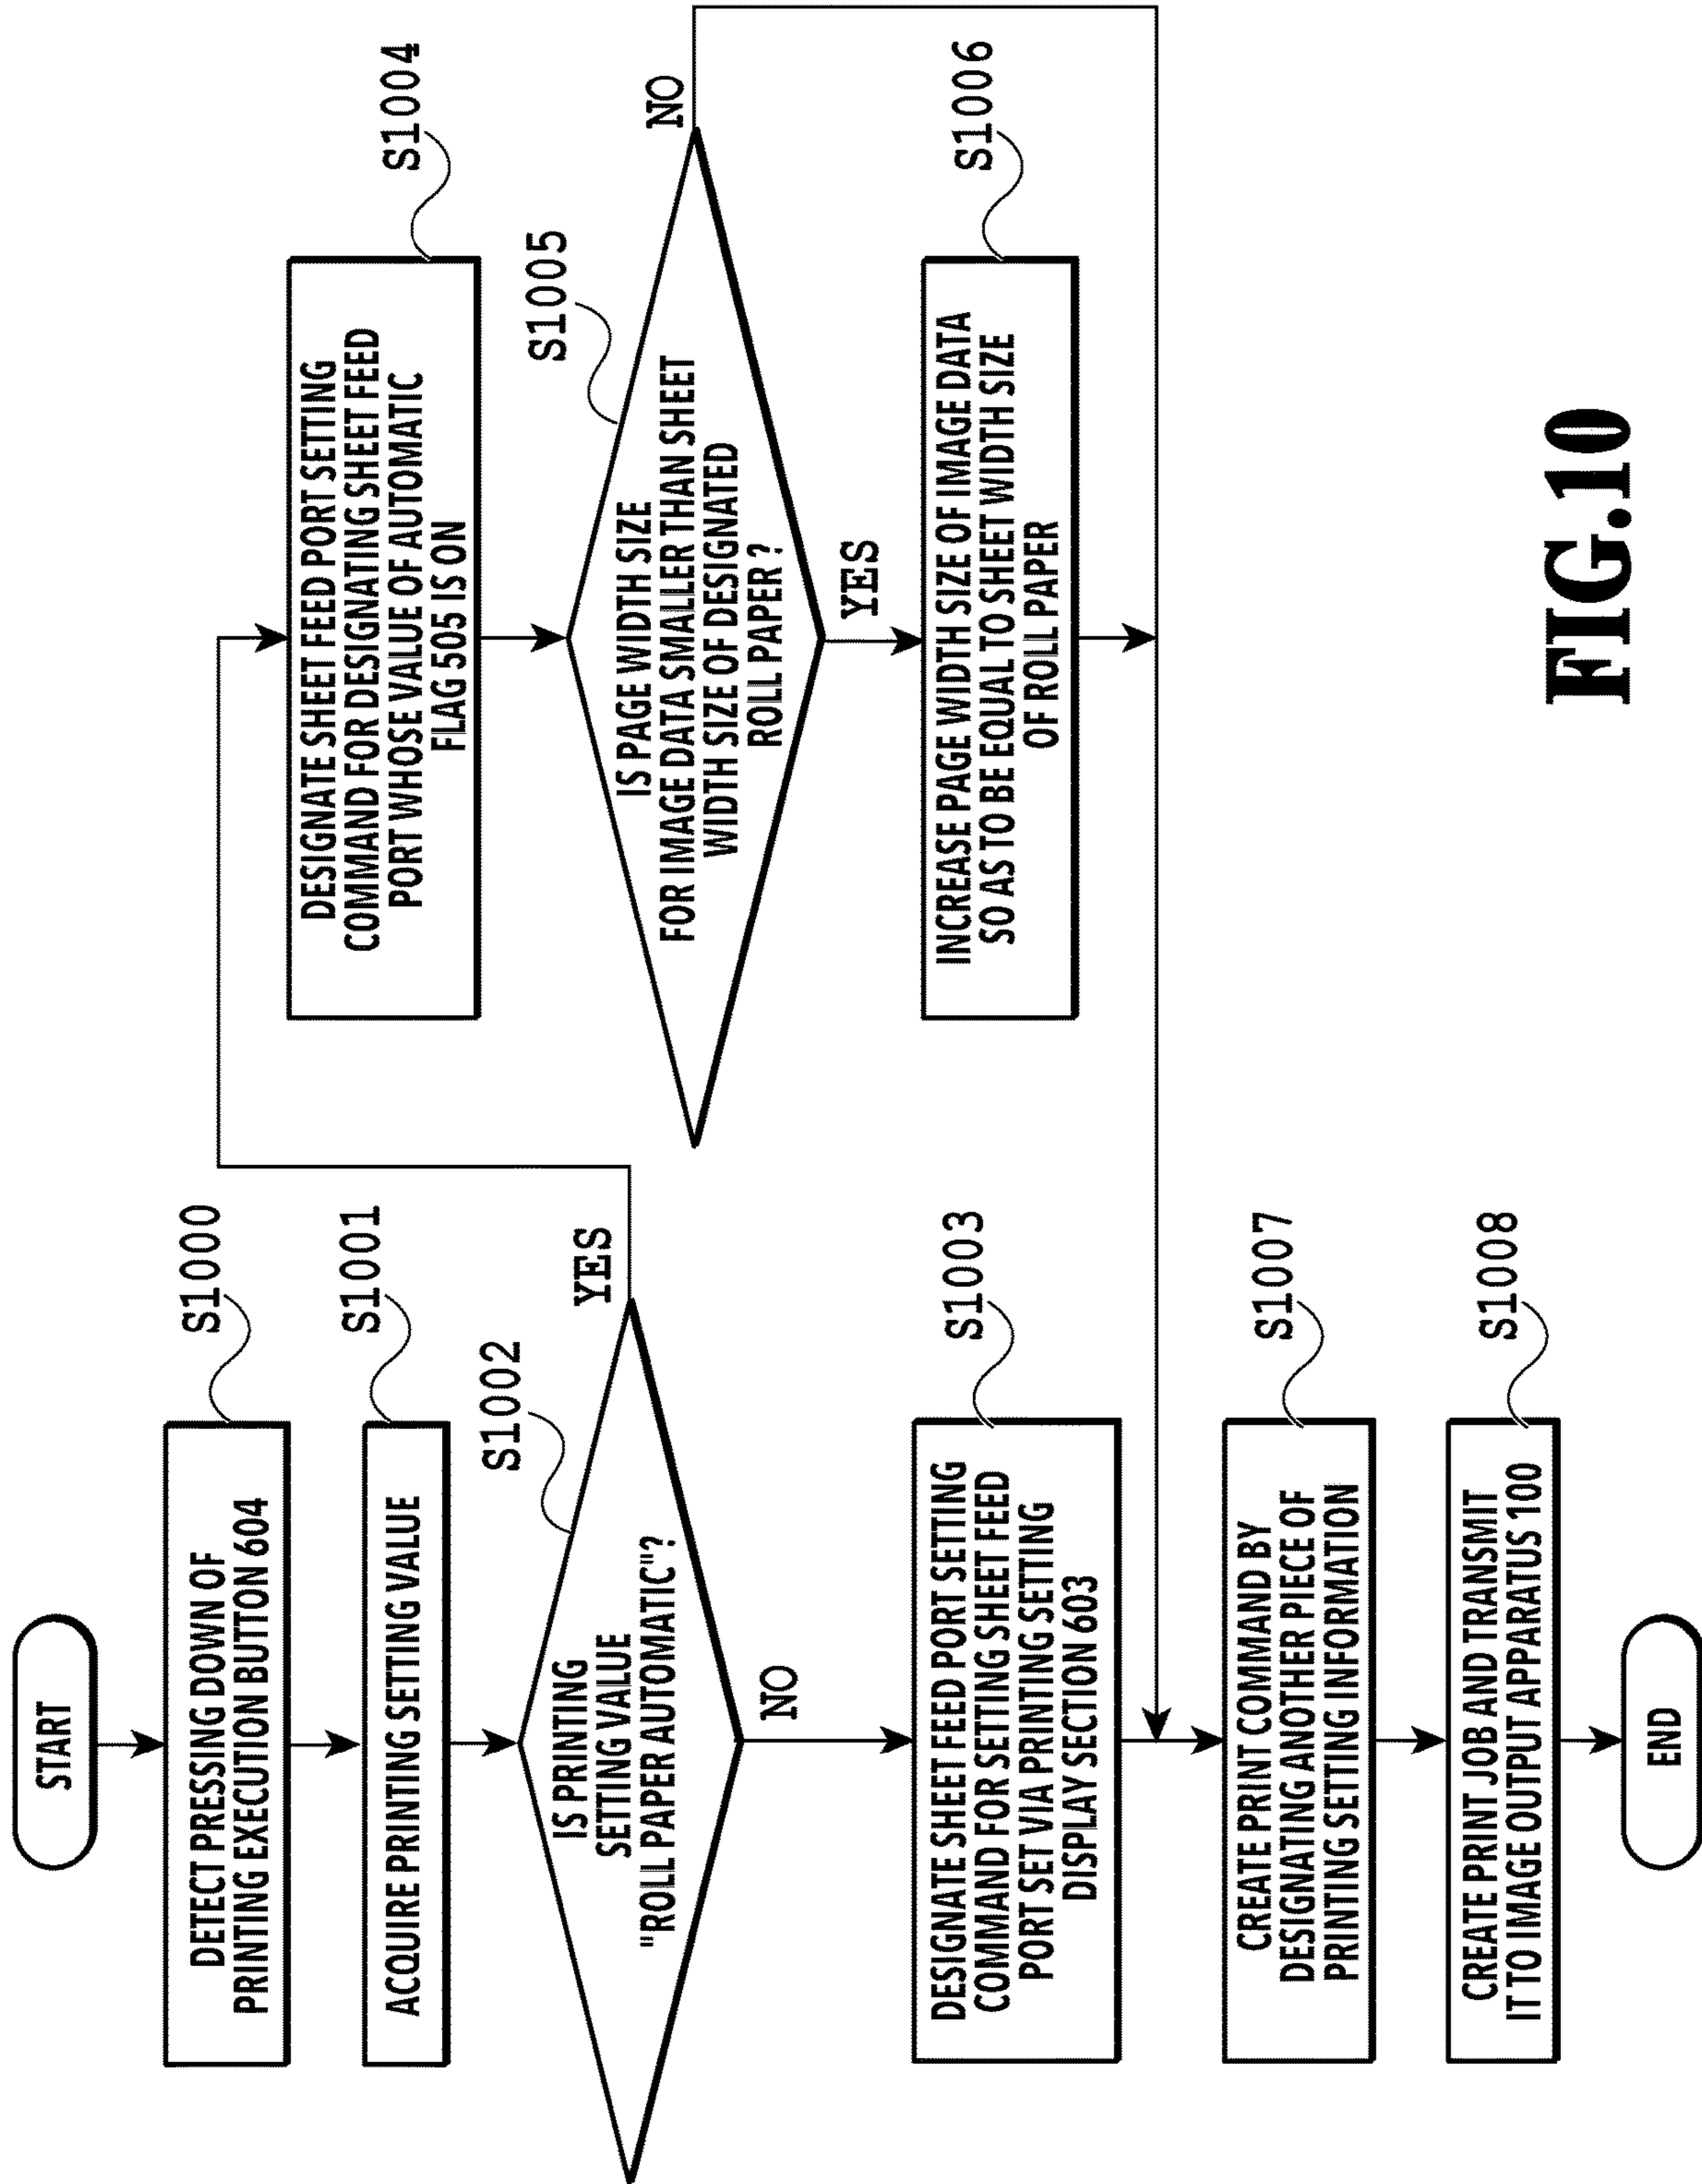 START
DETECT PRESSING DOWN OF
PRINTING EXECUTION BUTTON 604
S1000
ACQUIRE PRINTING SETTING VALUE
S1001
IS PRINTING
SETTING VALUE
"ROLL PAPER AUTOMATIC"?
S1002
YES
NO
DESIGNATE SHEET FEED PORT SETTING
COMMAND FOR SETTING SHEET FEED
PORT SET VIA PRINTING SETTING
DISPLAY SECTION 603
S1003
DESIGNATE SHEET FEED PORT SETTING
COMMAND FOR DESIGNATING SHEET FEED
PORT WHOSE VALUE OF AUTOMATIC
FLAG 505 IS ON
S1004
IS PAGE WIDTH SIZE
FOR IMAGE DATA SMALLER THAN SHEET
WIDTH SIZE OF DESIGNATED
ROLL PAPER ?
S1005
NO
YES
INCREASE PAGE WIDTH SIZE OF IMAGE DATA
SO AS TO BE EQUAL TO SHEET WIDTH SIZE
OF ROLL PAPER
S1006
CREATE PRINT COMMAND BY
DESIGNATING ANOTHER PIECE OF
PRINTING SETTING INFORMATION
S1007
CREATE PRINT JOB AND TRANSMIT
IT TO IMAGE OUTPUT APPARATUS 100
S1008
END
FIG.10